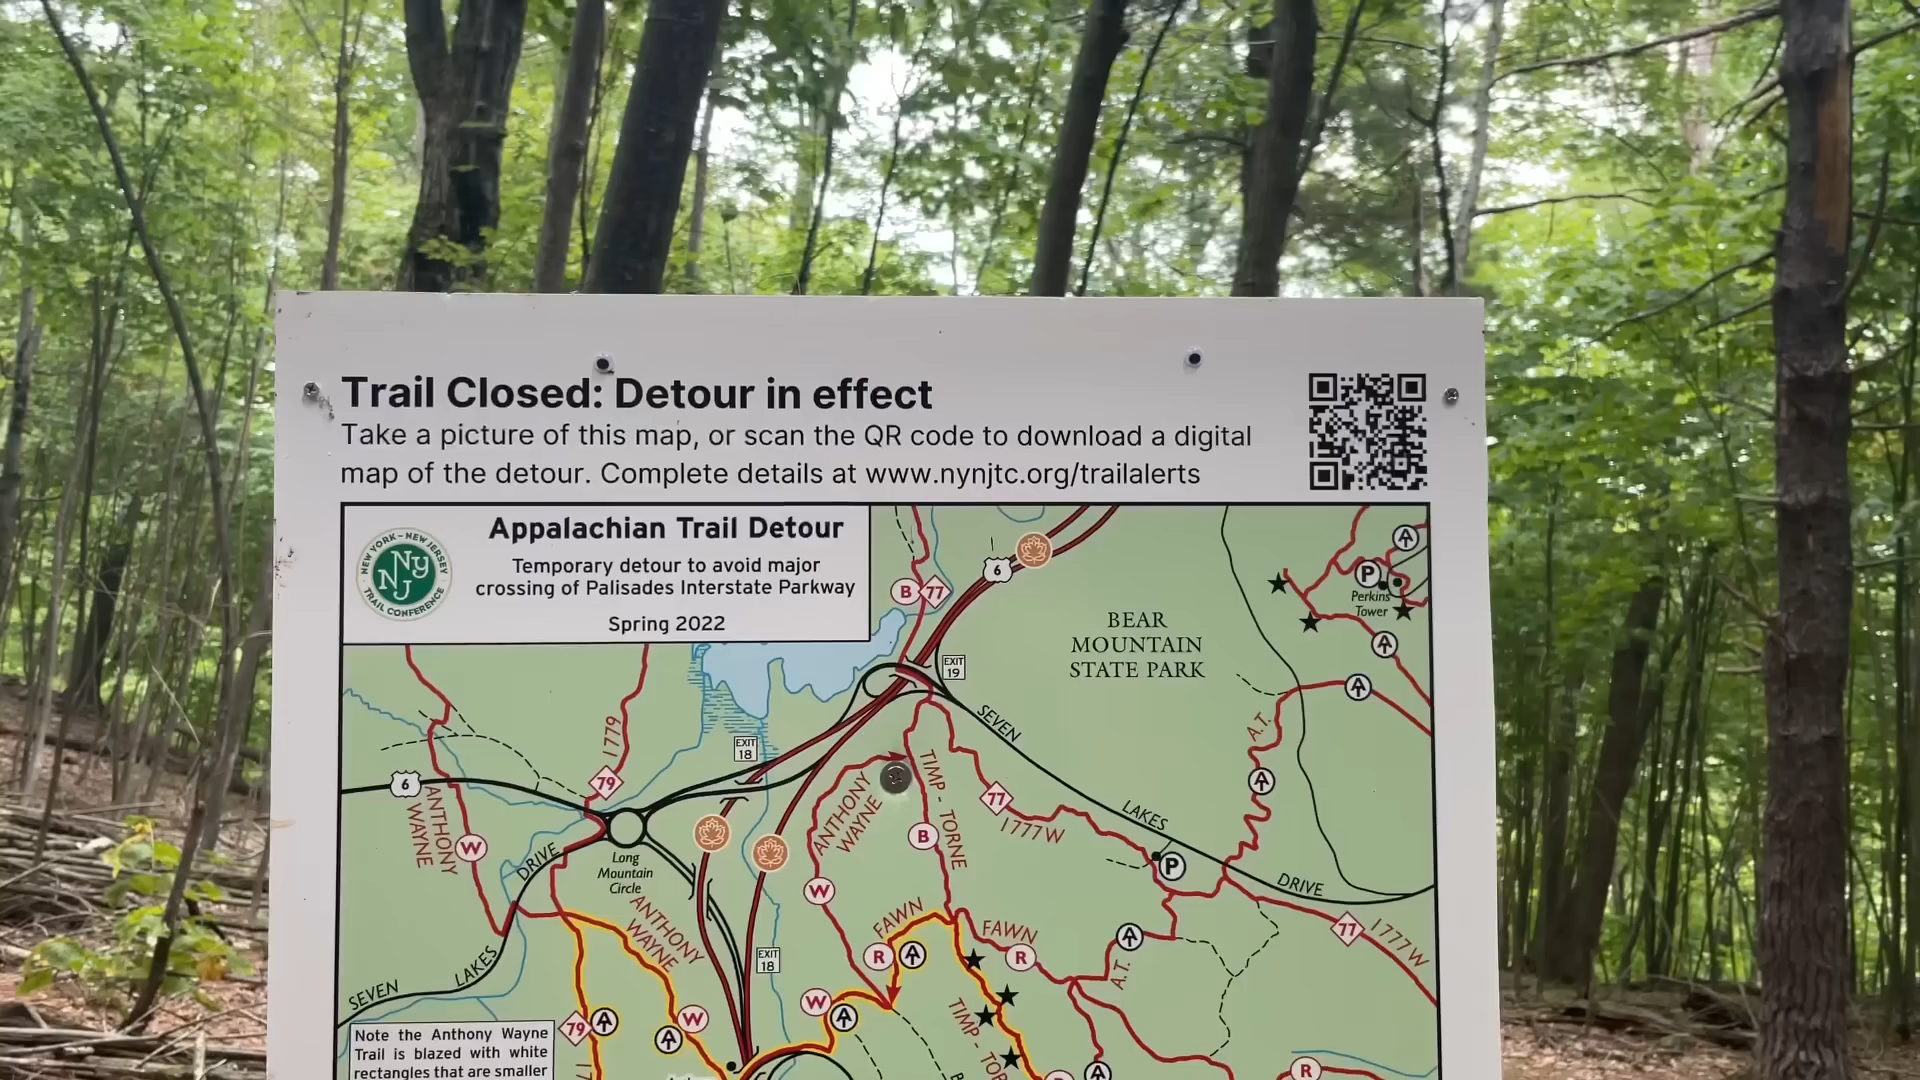 Trail Closed: Detour in effect
Take a picture of this map, or scan the QR code to download a digital
map of the detour. Complete details at www.nynjtc.org/trailalerts
NEW YORK - NEW JERSEY
NY
NJ
TRAIL CONFERENCE
Appalachian Trail Detour
Temporary detour to avoid major
crossing of Palisades Interstate Parkway
Spring 2022
6
B
77
EXIT
19
BEAR
MOUNTAIN
STATE PARK
A
P
Perkins
Tower
A
A
A.T.
A
1779
79
6
ANTHONY
WAYNE
W
EXIT
18
SEVEN
LAKES
DRIVE
Long
Mountain
Circle
DRIVE
LAKES
SEVEN
ANTHONY
WAYNE
W
TIMP - TORNE
B
77
1777W
P
77
1777W
ANTHONY
WAYNE
EXIT
18
FAWN
R
A
FAWN
R
A
A.T.
W
A
79
A
W
A
TIMP - TOR
A
R
Note the Anthony Wayne
Trail is blazed with white
rectangles that are smaller